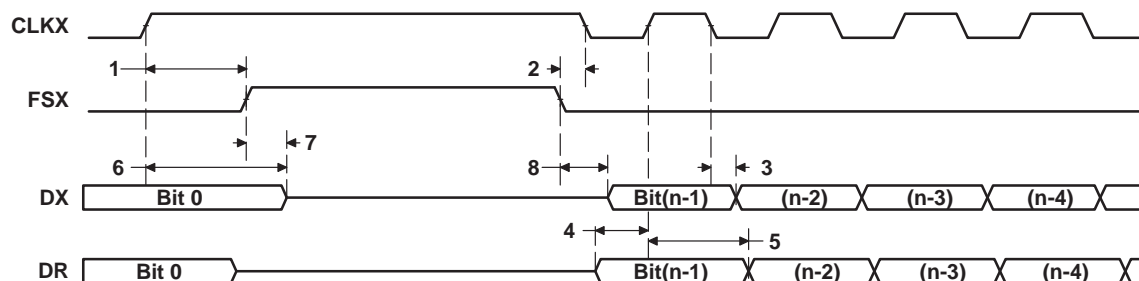 CLKX
1 2
FSX
7
6 8 3
DX Bit 0 Bit(n-1) (n-2) (n-3) (n-4)
4 5
DR Bit 0 Bit(n-1) (n-2) (n-3) (n-4)